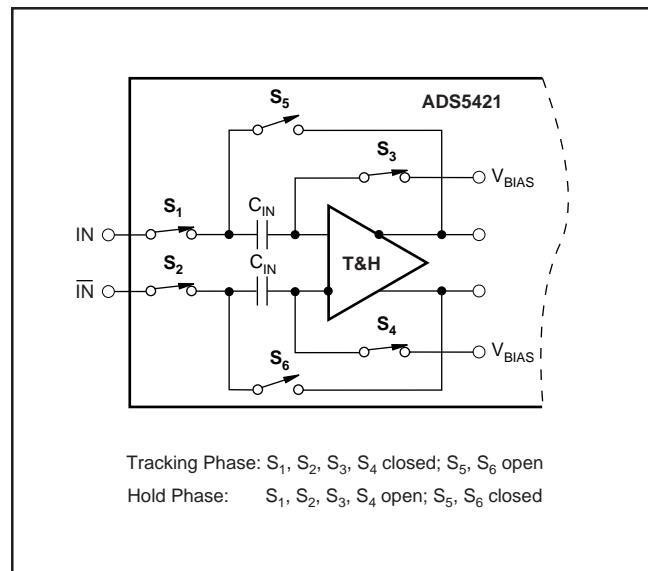 ADS5421
S5
S3
VBIAS
S1
CIN
IN
T&H
S2
CIN
I̅N̅
S4
VBIAS
S6
Tracking Phase: S1, S2, S3, S4 closed; S5, S6 open
Hold Phase: S1, S2, S3, S4 open; S5, S6 closed